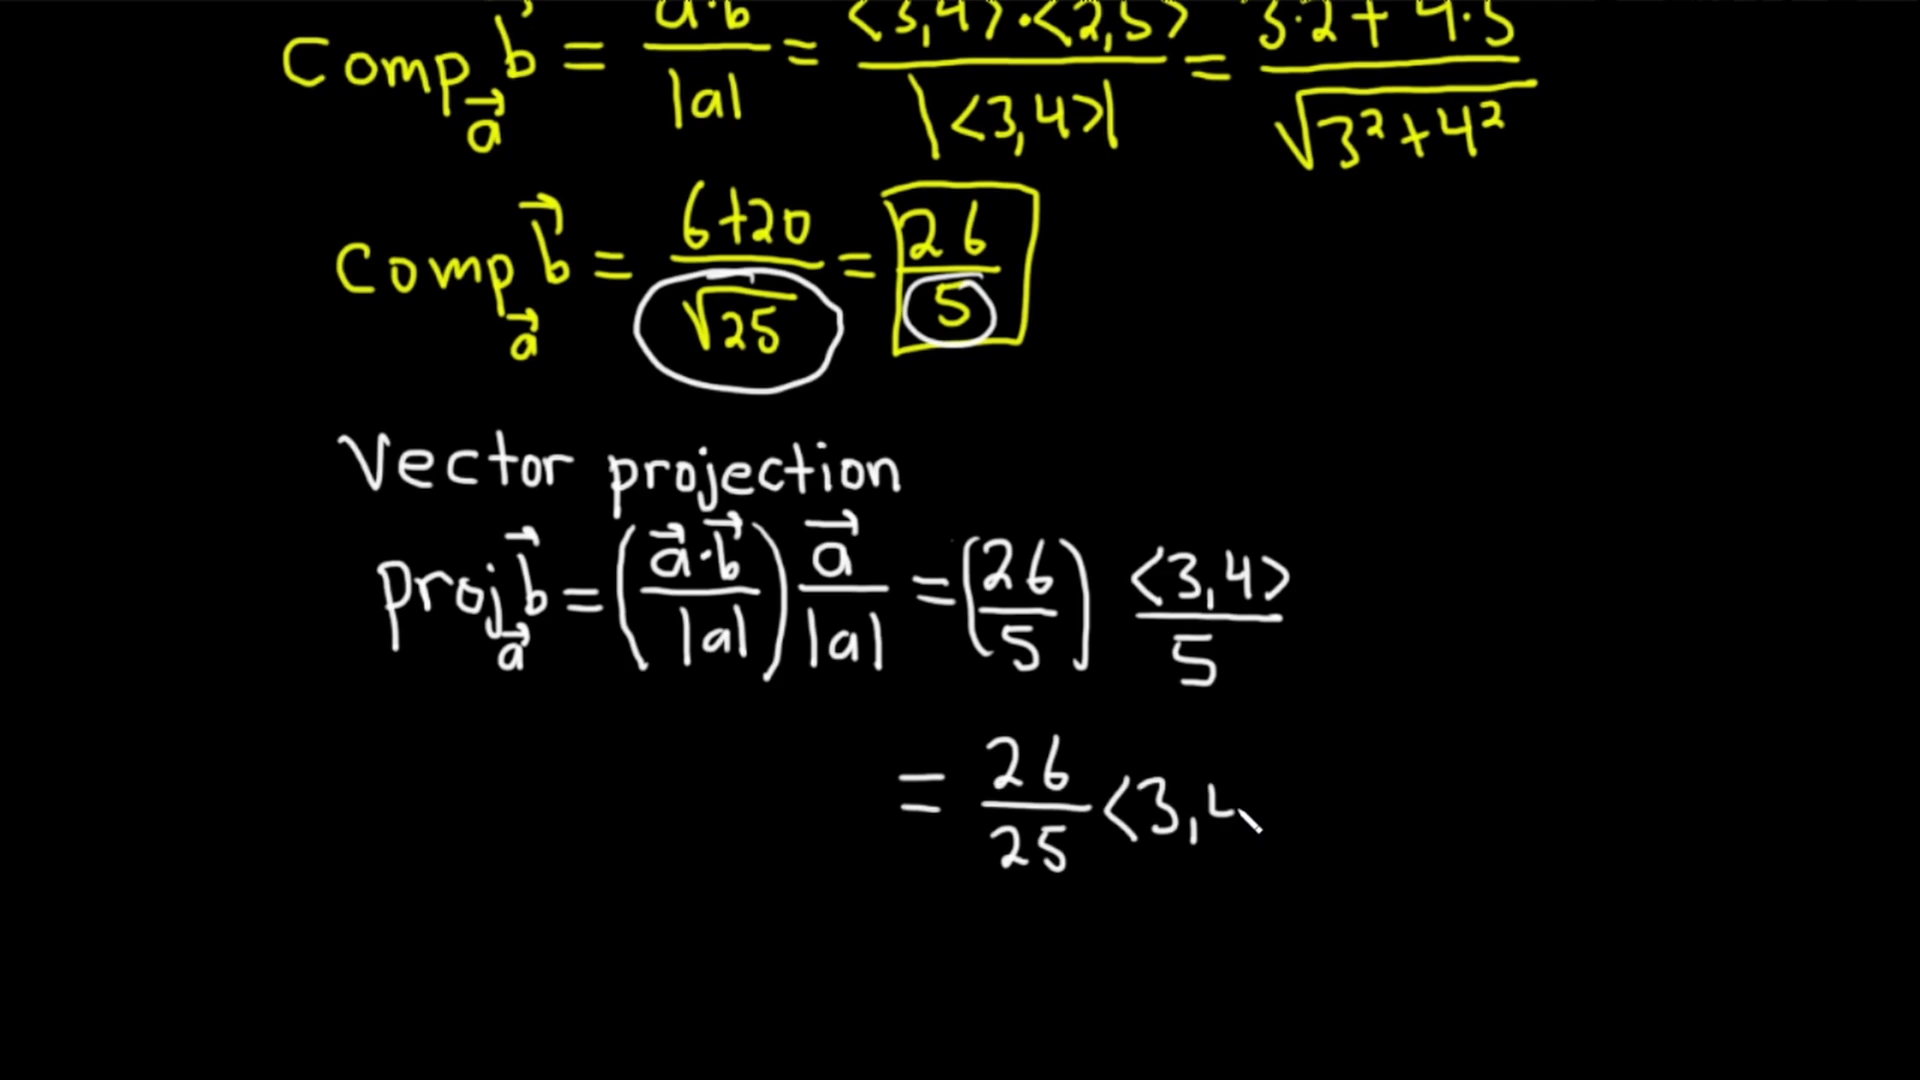 Comp_a⃗ b⃗ = a·b / |a| = <3,4>·<2,5> / |<3,4>| = 3·2+4·5 / √3²+4²
Comp_a⃗ b⃗ = 6+20 / √25 = 26 / 5
Vector projection
proj_a⃗ b⃗ = (a⃗·b⃗ / |a|) a⃗ / |a| = (26 / 5) <3,4> / 5
= 26 / 25 <3,4